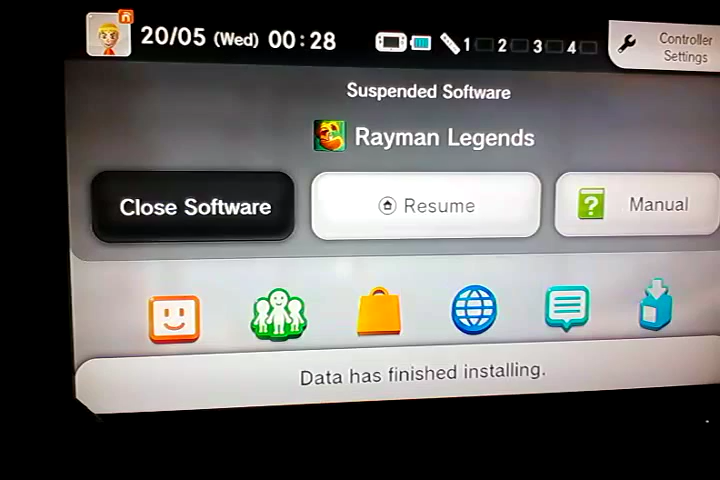 20/05 (Wed) 00:28
1 2 3 4
Controller
Settings
Suspended Software
Rayman Legends
Close Software
Resume
? Manual
Data has finished installing.